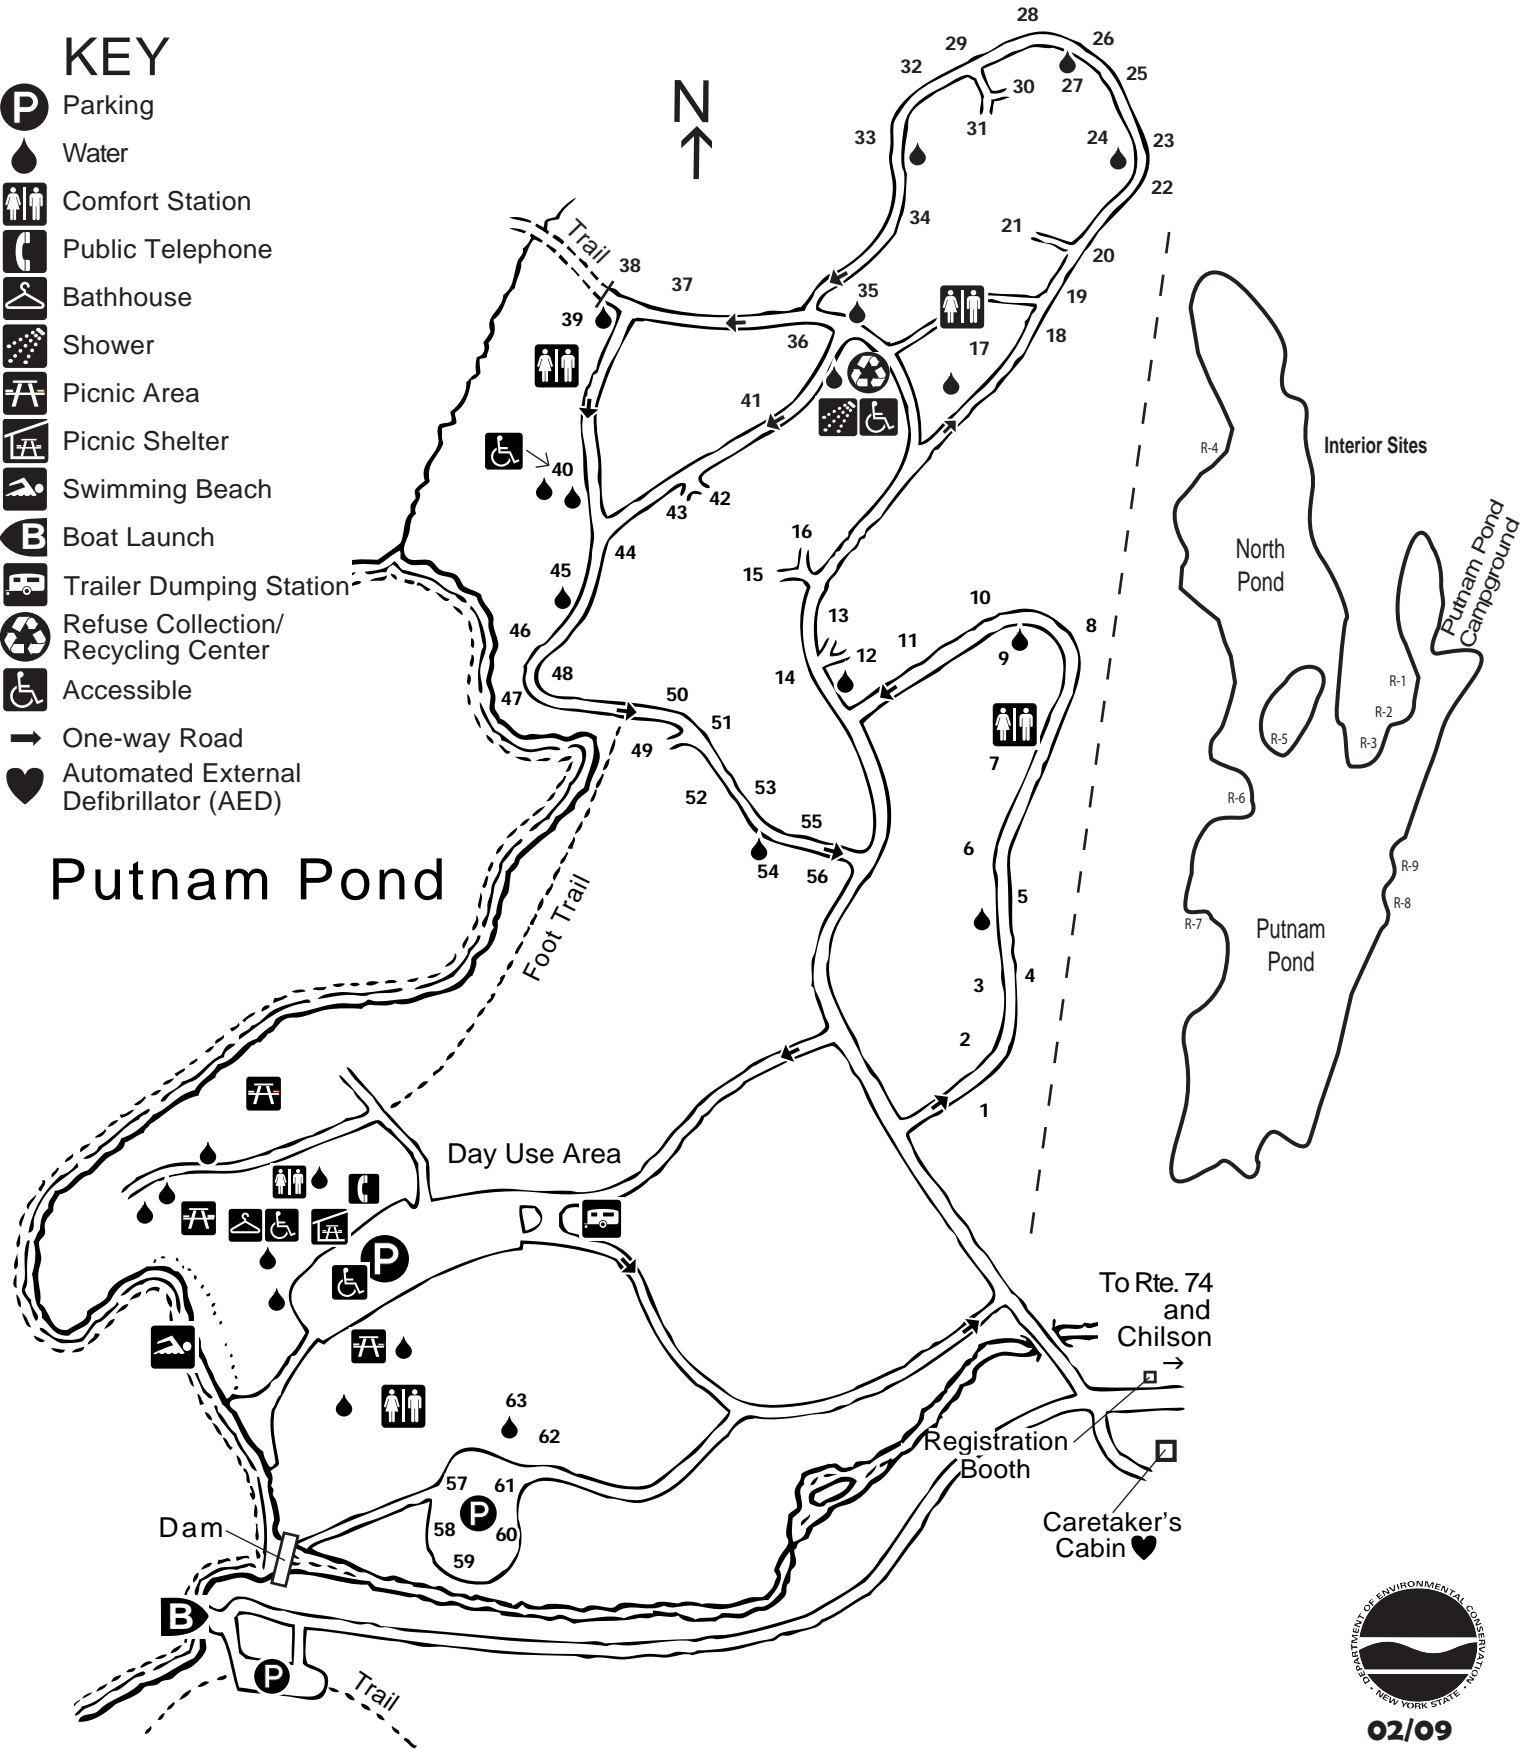 KEY
P
Parking
Water
Comfort Station
Public Telephone
Bathhouse
Shower
Picnic Area
Picnic Shelter
Swimming Beach
B
Boat Launch
Trailer Dumping Station
Refuse Collection/
Recycling Center
Accessible
One-way Road
Automated External
Defibrillator (AED)
Putnam Pond
N
28
29
26
32
25
30
27
31
33
24
23
22
34
21
20
Trail
38
37
35
19
39
36
17
18
41
40
42
43
16
44
15
45
13
10
8
46
12
11
9
48
14
47
50
51
49
7
53
52
55
6
54
56
5
Foot Trail
4
3
2
1
Day Use Area
P
63
62
57
61
P
58
60
59
Dam
B
P
Trail
To Rte. 74
and
Chilson
Registration
Booth
Caretaker's
Cabin
Interior Sites
R-4
North
Pond
Putnam Pond
Campground
R-1
R-2
R-5
R-3
R-6
R-9
R-8
R-7
Putnam
Pond
DEPARTMENT OF ENVIRONMENTAL CONSERVATION
NEW YORK STATE
02/09